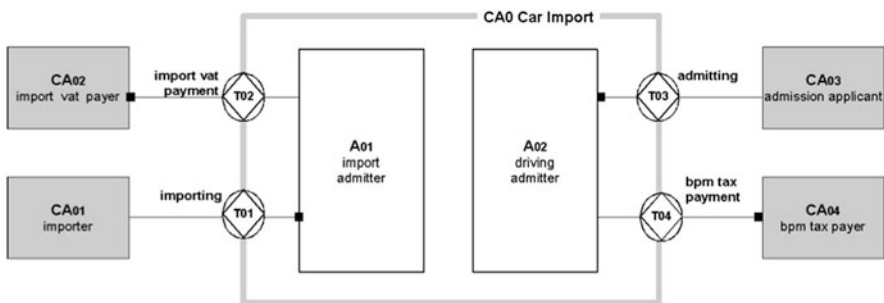 CA0 Car Import
CA02
import vat payer
import vat
payment
T02
A01
import
admitter
A02
driving
admitter
T03
admitting
CA03
admission applicant
CA01
importer
importing
T01
T04
bpm tax
payment
CA04
bpm tax payer